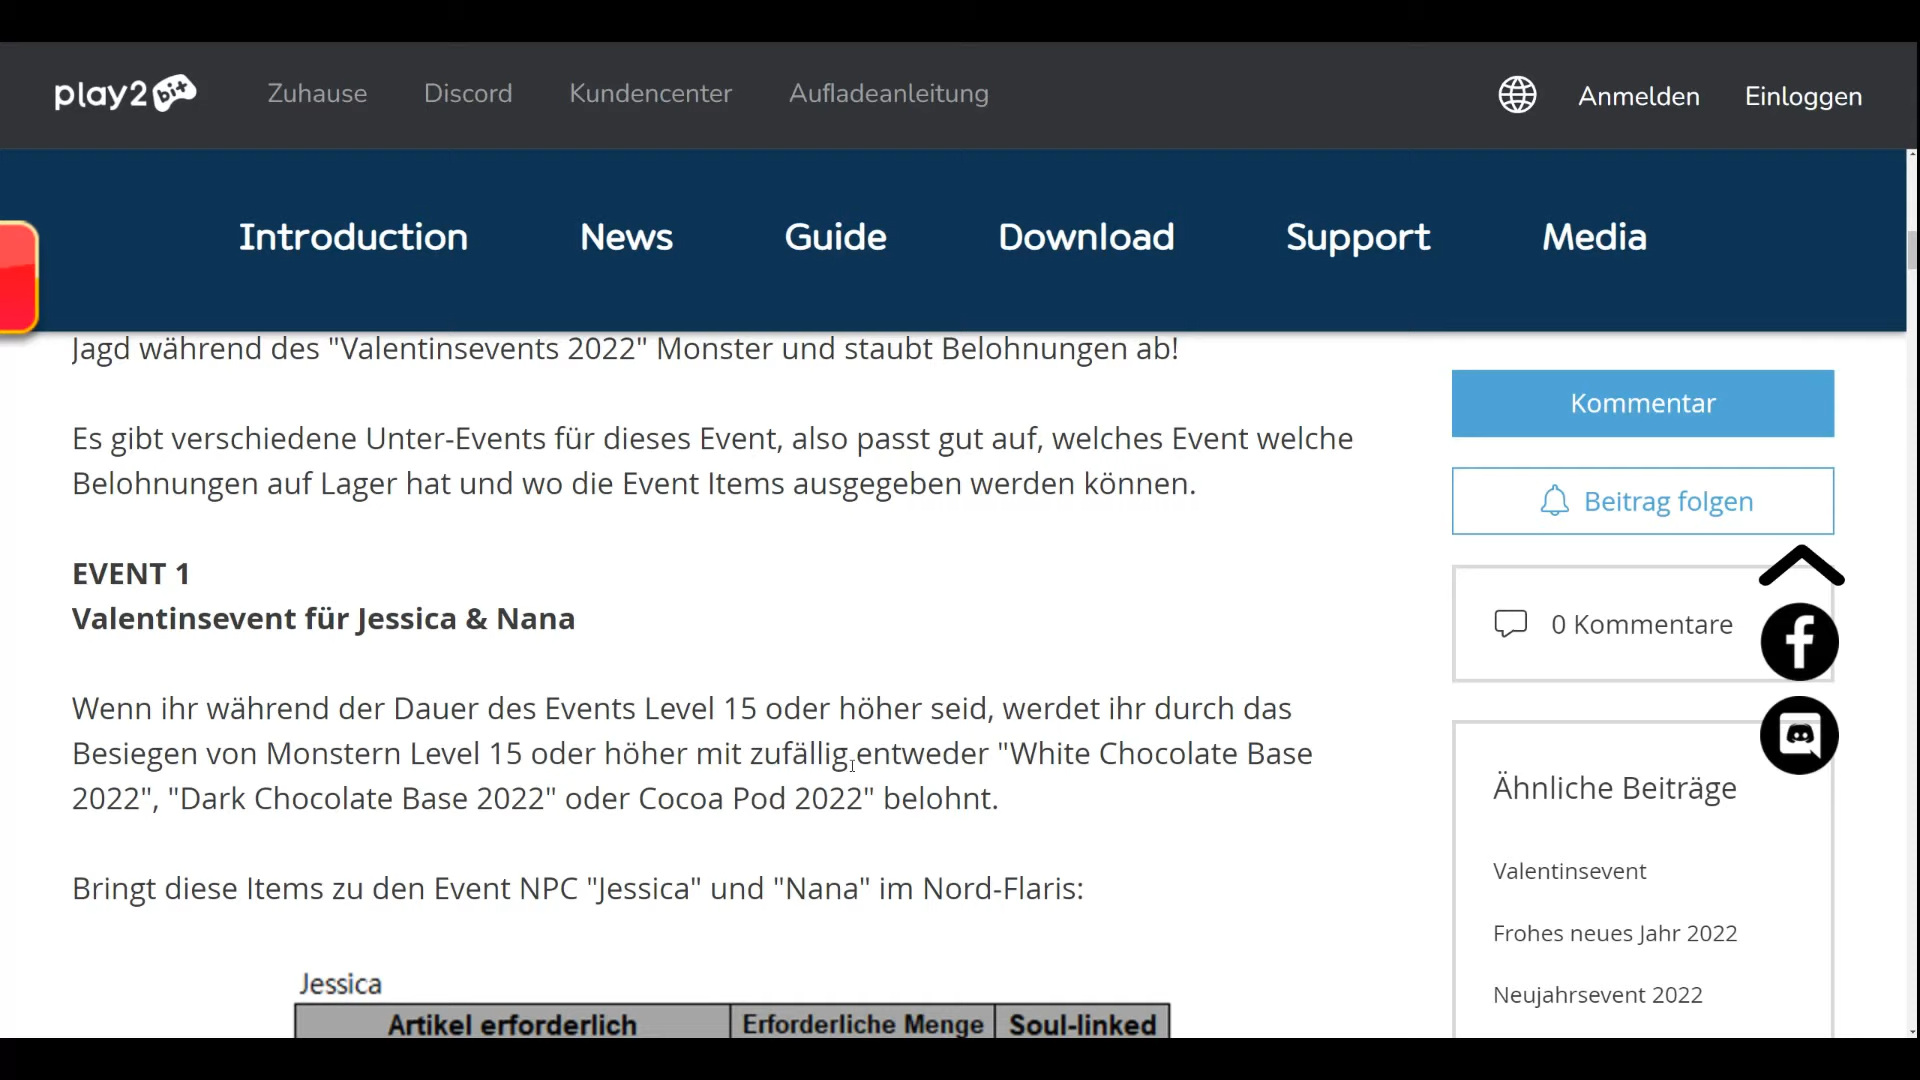 play2bit Zuhause Discord Kundencenter Aufladeanleitung Anmelden Einloggen
Introduction News Guide Download Support Media
Jagd während des "Valentinsevents 2022" Monster und staubt Belohnungen ab!
Es gibt verschiedene Unter-Events für dieses Event, also passt gut auf, welches Event welche
Belohnungen auf Lager hat und wo die Event Items ausgegeben werden können.
EVENT 1
Valentinsevent für Jessica & Nana
Wenn ihr während der Dauer des Events Level 15 oder höher seid, werdet ihr durch das
Besiegen von Monstern Level 15 oder höher mit zufällig entweder "White Chocolate Base
2022", "Dark Chocolate Base 2022" oder Cocoa Pod 2022" belohnt.
Bringt diese Items zu den Event NPC "Jessica" und "Nana" im Nord-Flaris:
Jessica
Artikel erforderlich Erforderliche Menge Soul-linked
Kommentar
Beitrag folgen
0 Kommentare
Ähnliche Beiträge
Valentinsevent
Frohes neues Jahr 2022
Neujahrsevent 2022